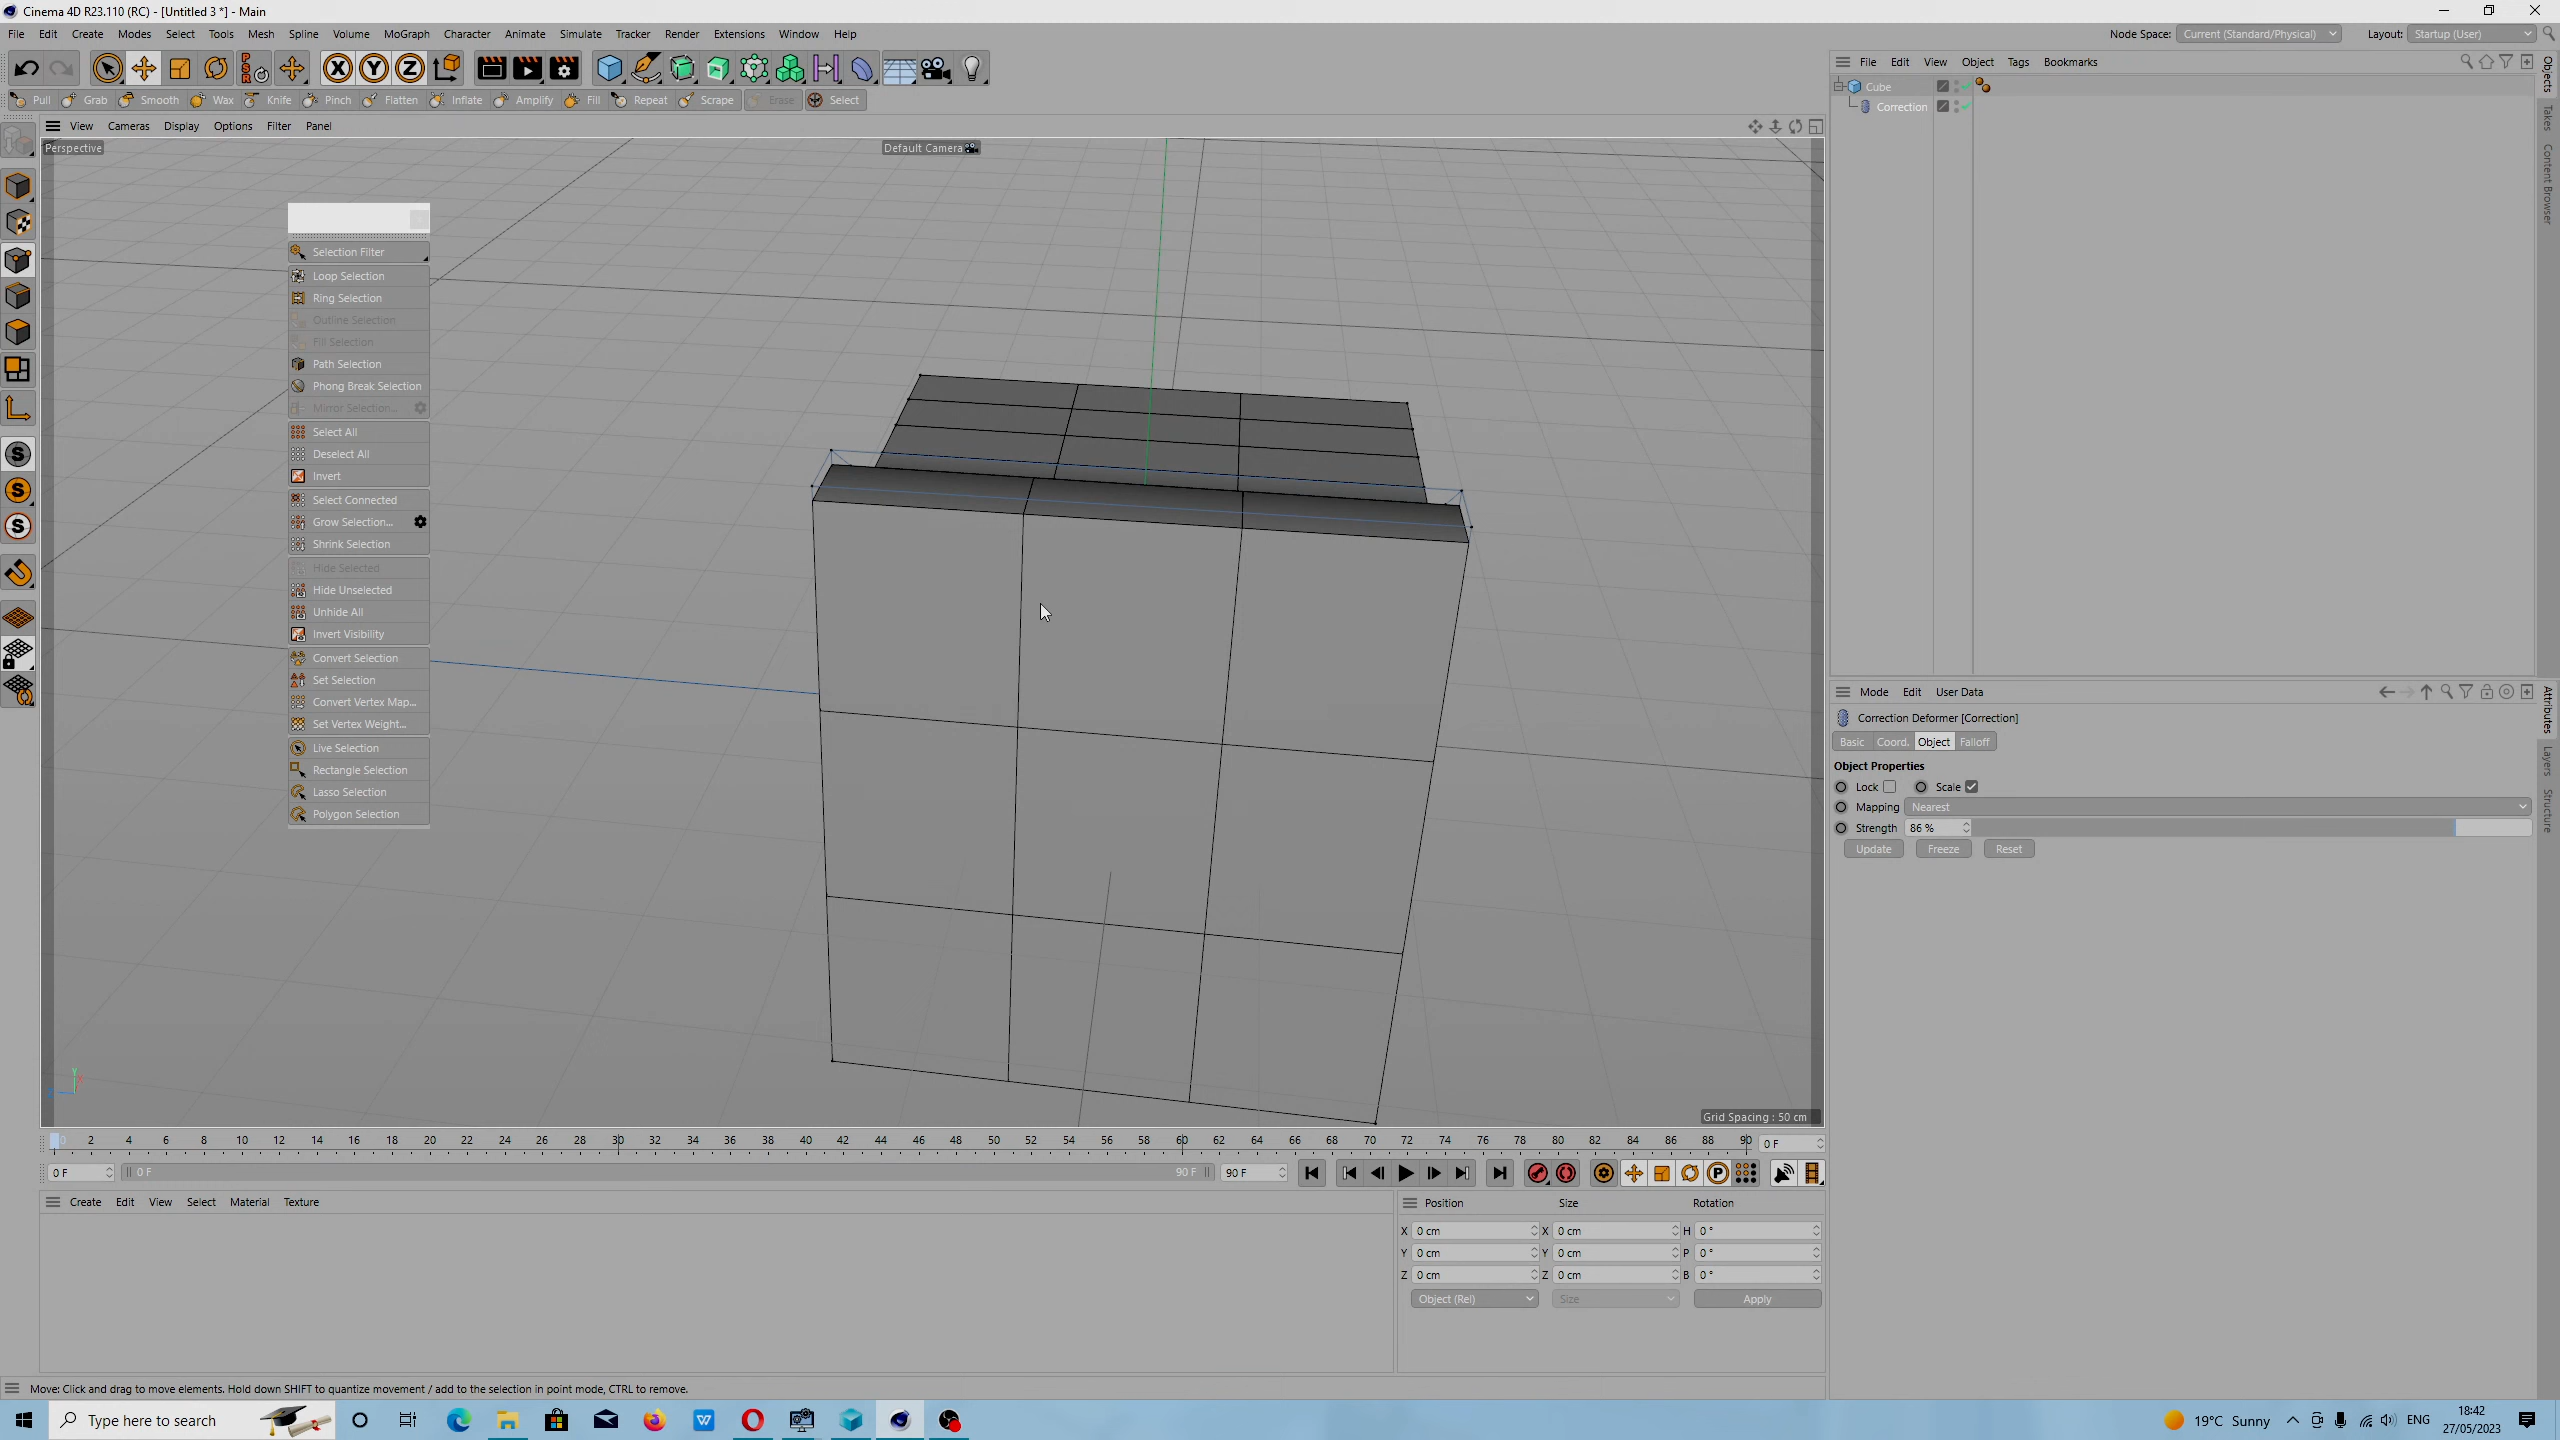 Cinema 4D R23.110 (RC) - [Untitled 3 *] - Main
File Edit Create Modes Select Tools Mesh Spline Volume MoGraph Character Animate Simulate Tracker Render Extensions Window Help Node Space: Current (Standard/Physical) Layout: Startup (User)
Pull Grab Smooth Wax Knife Pinch Flatten Inflate Amplify Fill Repeat Scrape Erase Select
View Cameras Display Options Filter Panel
Perspective
Default Camera
Selection Filter
Loop Selection
Ring Selection
Outline Selection
Fill Selection
Path Selection
Phong Break Selection
Mirror Selection...
Select All
Deselect All
Invert
Select Connected
Grow Selection...
Shrink Selection
Hide Selected
Hide Unselected
Unhide All
Invert Visibility
Convert Selection
Set Selection
Convert Vertex Map...
Set Vertex Weight...
Live Selection
Rectangle Selection
Lasso Selection
Polygon Selection
Y
Grid Spacing : 50 cm
File Edit View Object Tags Bookmarks
Cube
Correction
Objects
Takes
Content Browser
Mode Edit User Data
Correction Deformer [Correction]
Basic Coord. Object Falloff
Object Properties
Lock Scale
Mapping Nearest
Strength 86 %
Update Freeze Reset
Attributes
Layers
Structure
0 2 4 6 8 10 12 14 16 18 20 22 24 26 28 30 32 34 36 38 40 42 44 46 48 50 52 54 56 58 60 62 64 66 68 70 72 74 76 78 80 82 84 86 88 90 0 F
0 F 0 F 90 F 90 F
Create Edit View Select Material Texture
Position Size Rotation
X 0 cm X 0 cm H 0 °
Y 0 cm Y 0 cm P 0 °
Z 0 cm Z 0 cm B 0 °
Object (Rel) Size Apply
Move: Click and drag to move elements. Hold down SHIFT to quantize movement / add to the selection in point mode, CTRL to remove.
Type here to search
19°C Sunny
ENG
18:42
27/05/2023